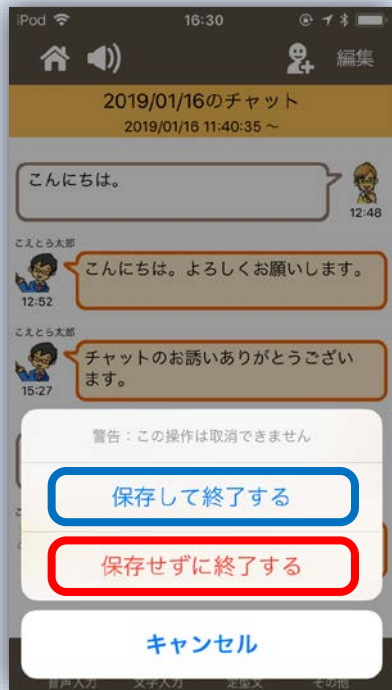 iPod 16:30
編集
2019/01/16のチャット
2019/01/16 11:40:35 ～
こんにちは。
12:48
こえとら太郎
こんにちは。よろしくお願いします。
12:52
こえとら太郎
チャットのお誘いありがとうござい
ます。
15:27
警告：この操作は取消できません
保存して終了する
保存せずに終了する
キャンセル
音声入力 文字入力 定型文 その他